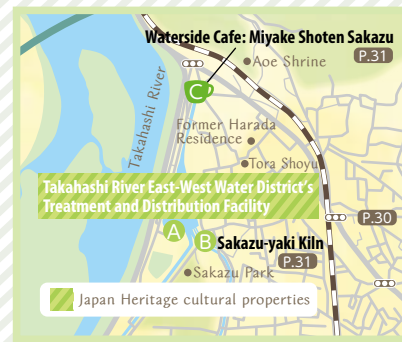 Waterside Cafe: Miyake Shoten Sakazu
Aoe Shrine
P.31
C
Takahashi River
Former Harada
Residence
Tora Shoyu
Takahashi River East-West Water District's
Treatment and Distribution Facility
P.30
A
B
Sakazu-yaki Kiln
P.31
Sakazu Park
Japan Heritage cultural properties